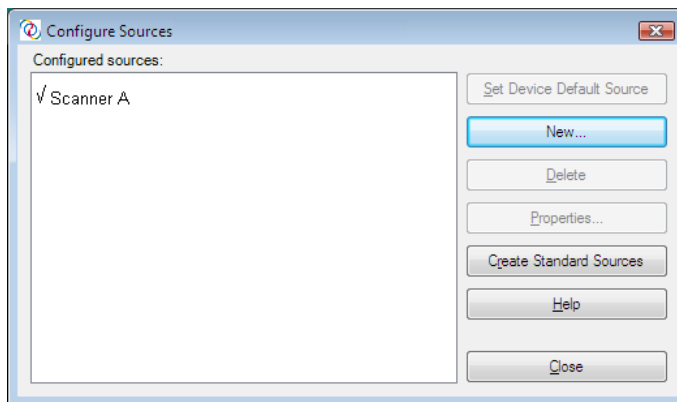 Configure Sources
Configured sources:
√ Scanner A
Set Device Default Source
New...
Delete
Properties...
Create Standard Sources
Help
Close